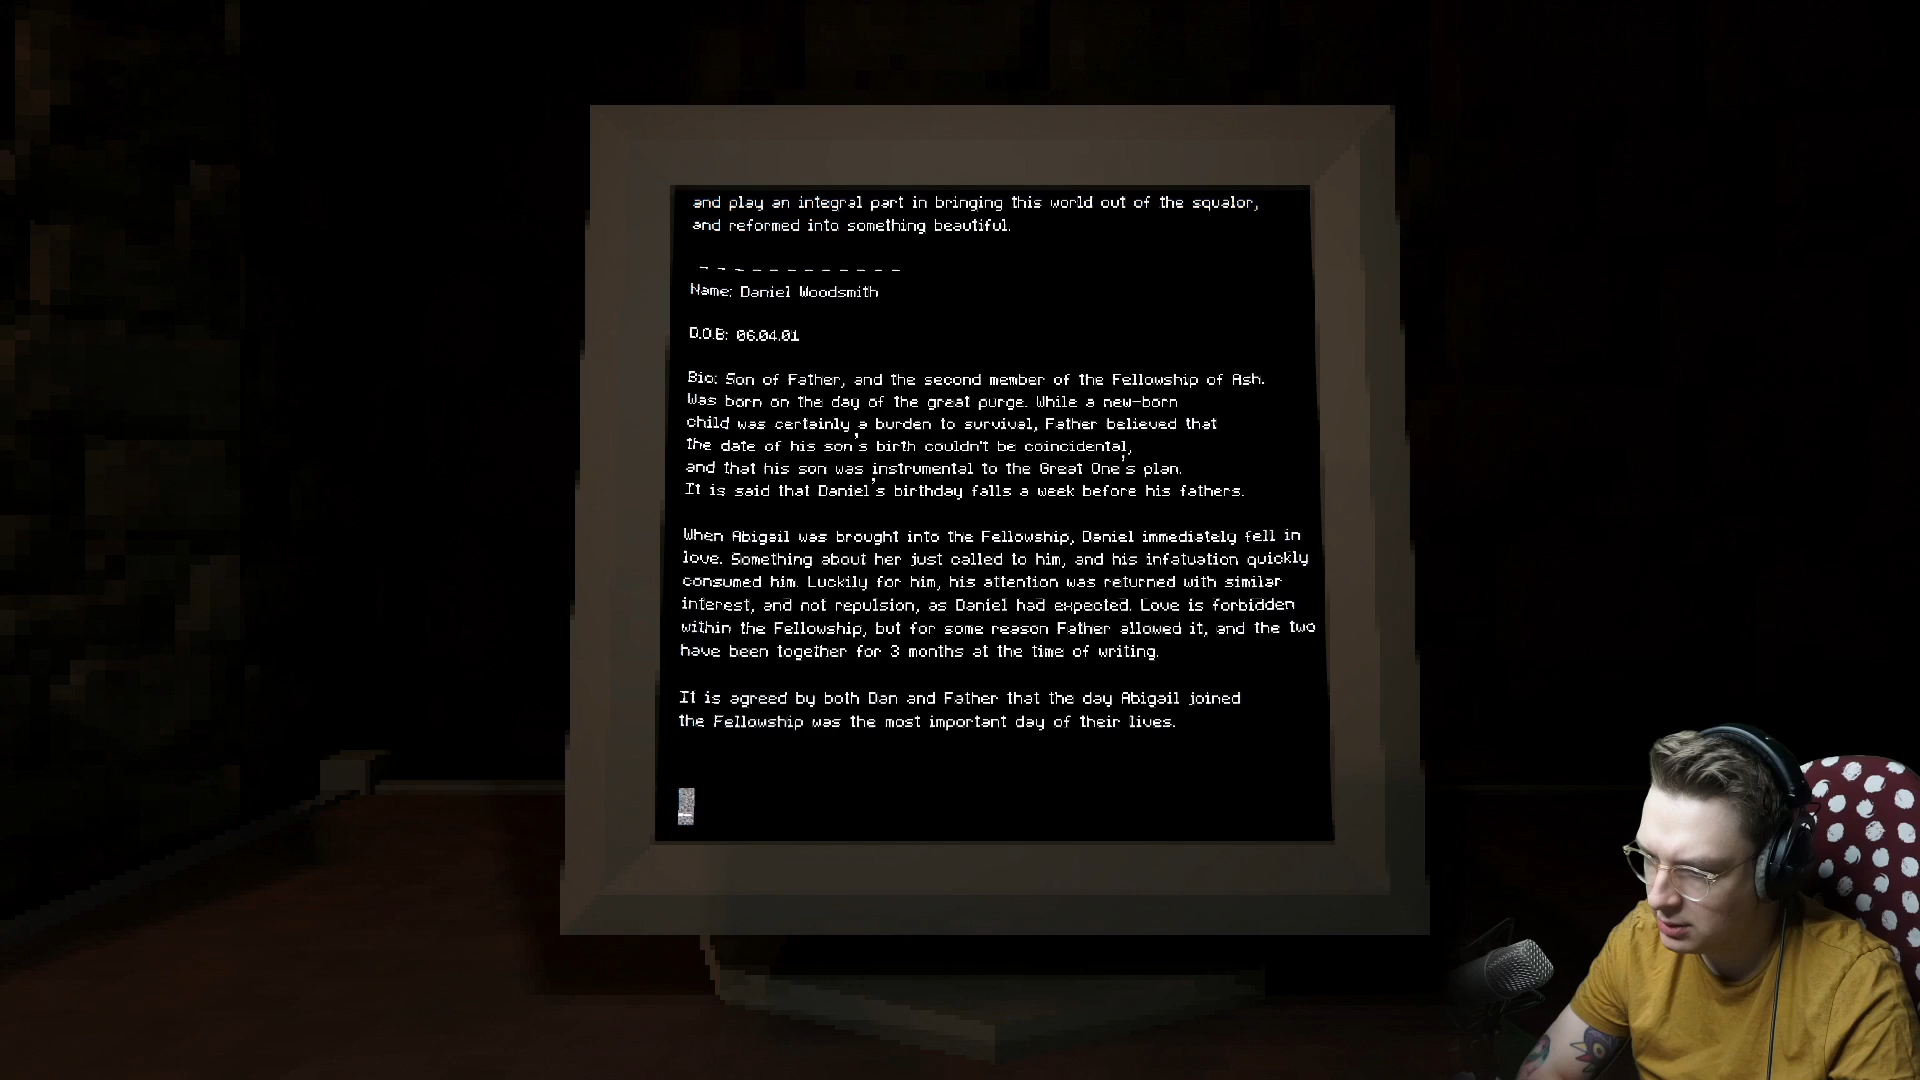 and play an integral part in bringing this world out of the squalor,
and reformed into something beautiful.
- - - - - - - - - - - -
Name: Daniel Woodsmith
D.O.B: 06.04.01
Bio: Son of Father, and the second member of the Fellowship of Ash.
Was born on the day of the great purge. While a new-born
child was certainly a burden to survival, Father believed that
the date of his son's birth couldn't be coincidental,
and that his son was instrumental to the Great One's plan.
It is said that Daniel's birthday falls a week before his fathers.
When Abigail was brought into the Fellowship, Daniel immediately fell in
love. Something about her just called to him, and his infatuation quickly
consumed him. Luckily for him, his attention was returned with similar
interest, and not repulsion, as Daniel had expected. Love is forbidden
within the Fellowship, but for some reason Father allowed it, and the two
have been together for 3 months at the time of writing.
It is agreed by both Dan and Father that the day Abigail joined
the Fellowship was the most important day of their lives.